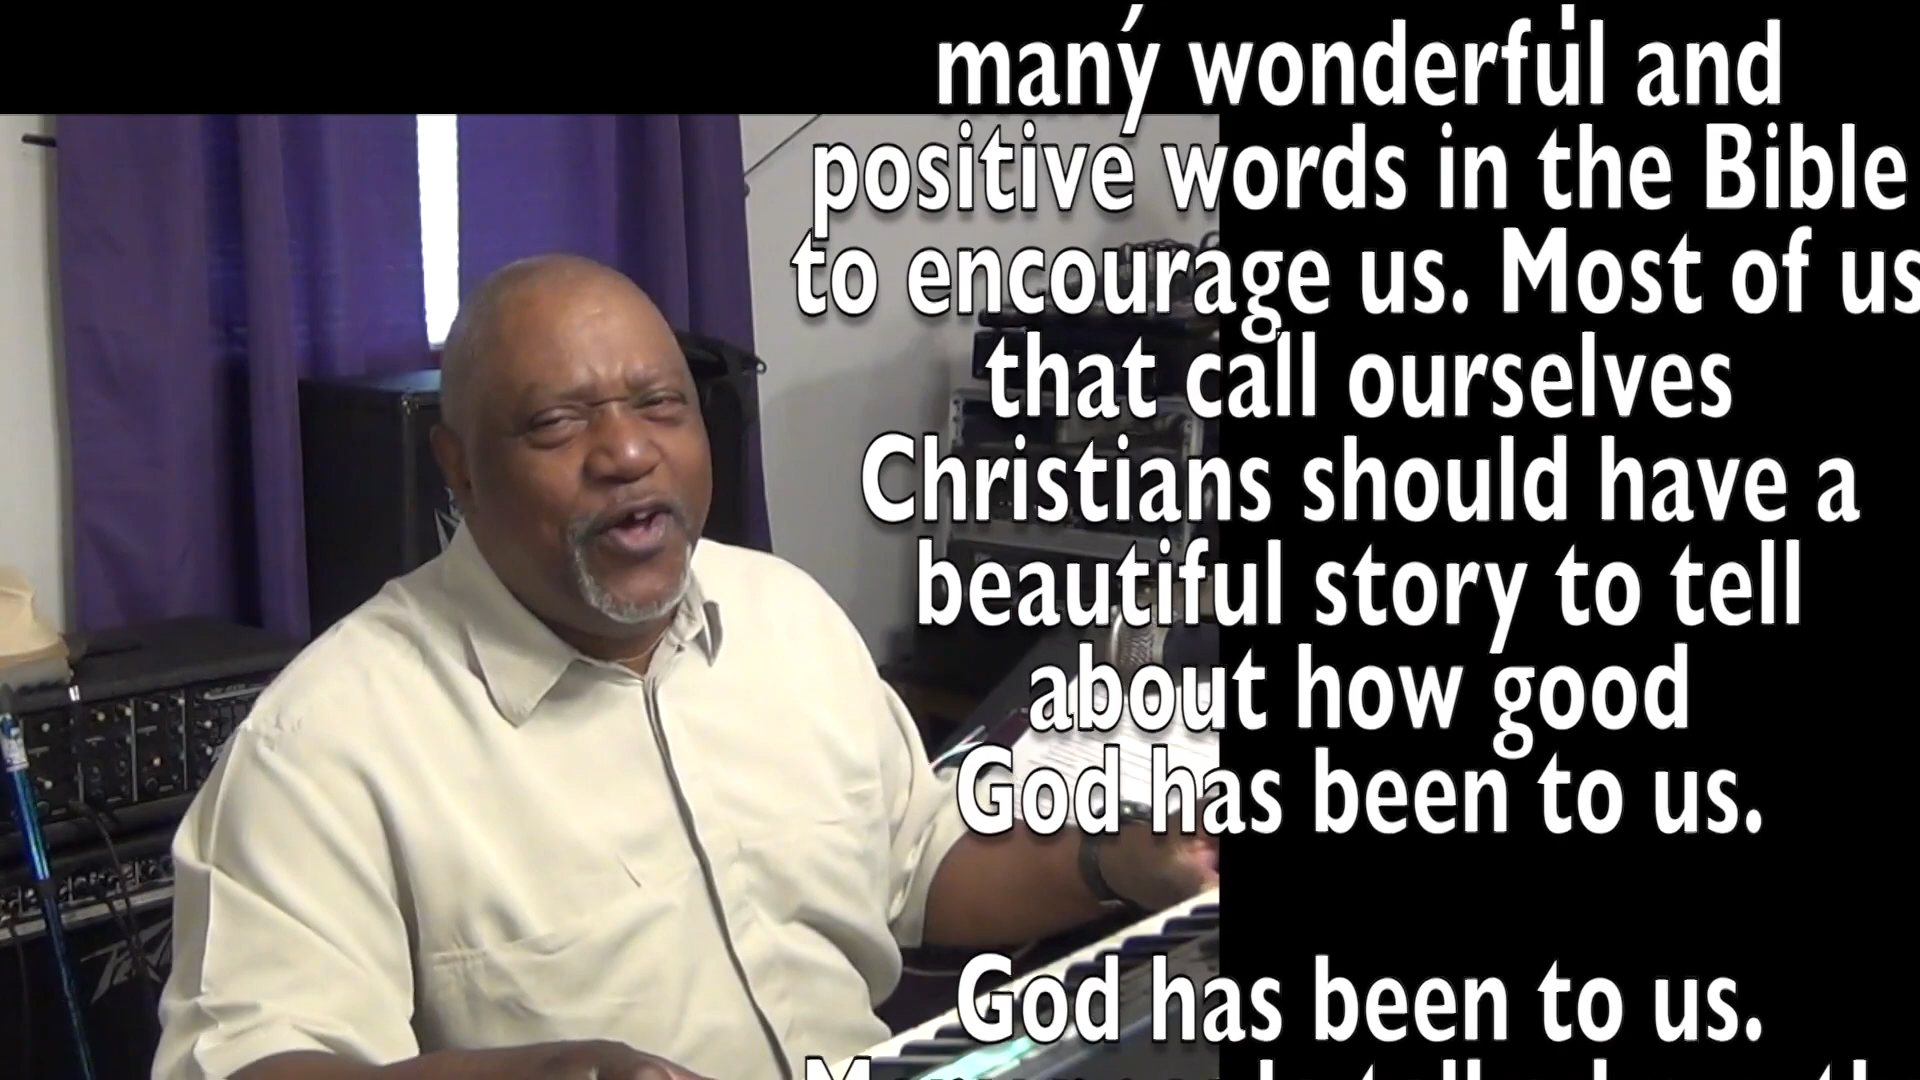 many wonderful and
positive words in the Bible
to encourage us. Most of us
that call ourselves
Christians should have a
beautiful story to tell
about how good
God has been to us.
God has been to us.